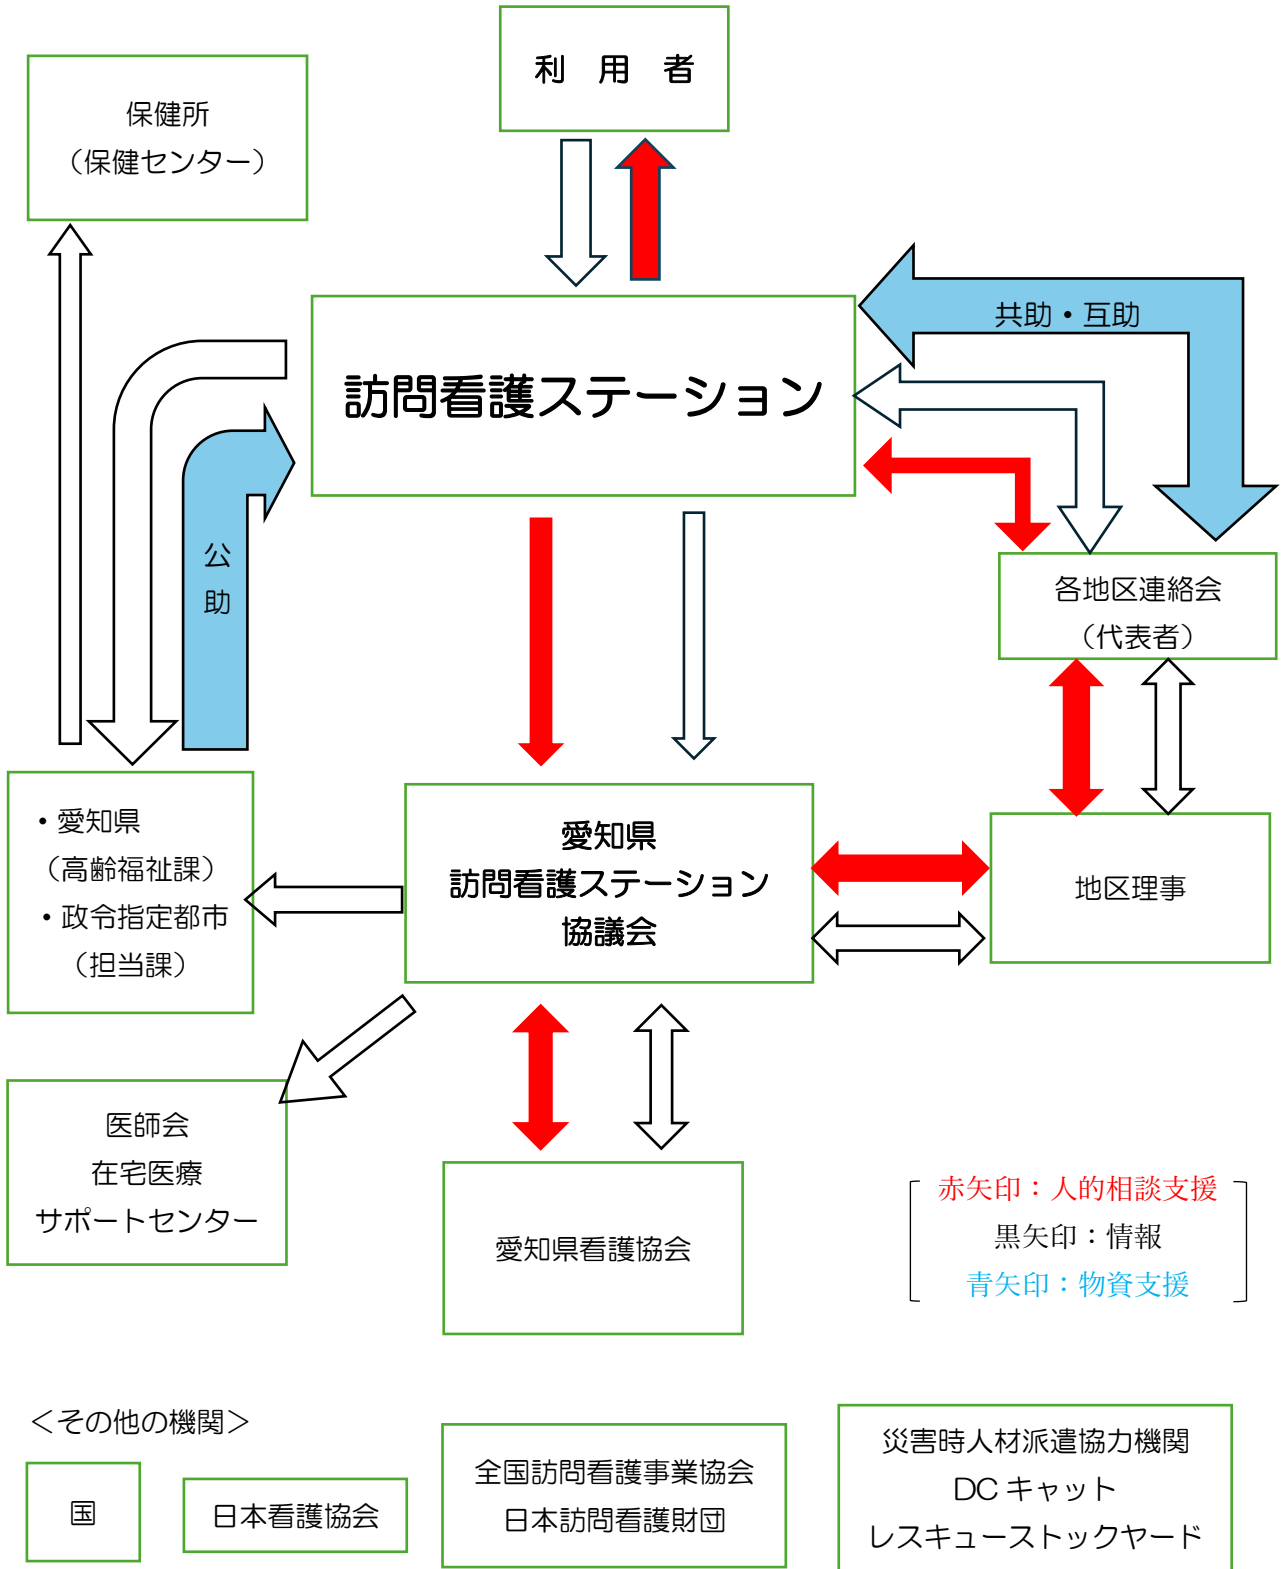 利　用　者
保健所
（保健センター）
共助・互助
訪問看護ステーション
公
助
各地区連絡会
（代表者）
・愛知県
（高齢福祉課）
・政令指定都市
（担当課）
愛知県
訪問看護ステーション
協議会
地区理事
医師会
在宅医療
サポートセンター
愛知県看護協会
赤矢印：人的相談支援
黒矢印：情報
青矢印：物資支援
＜その他の機関＞
国
日本看護協会
全国訪問看護事業協会
日本訪問看護財団
災害時人材派遣協力機関
DC キャット
レスキューストックヤード